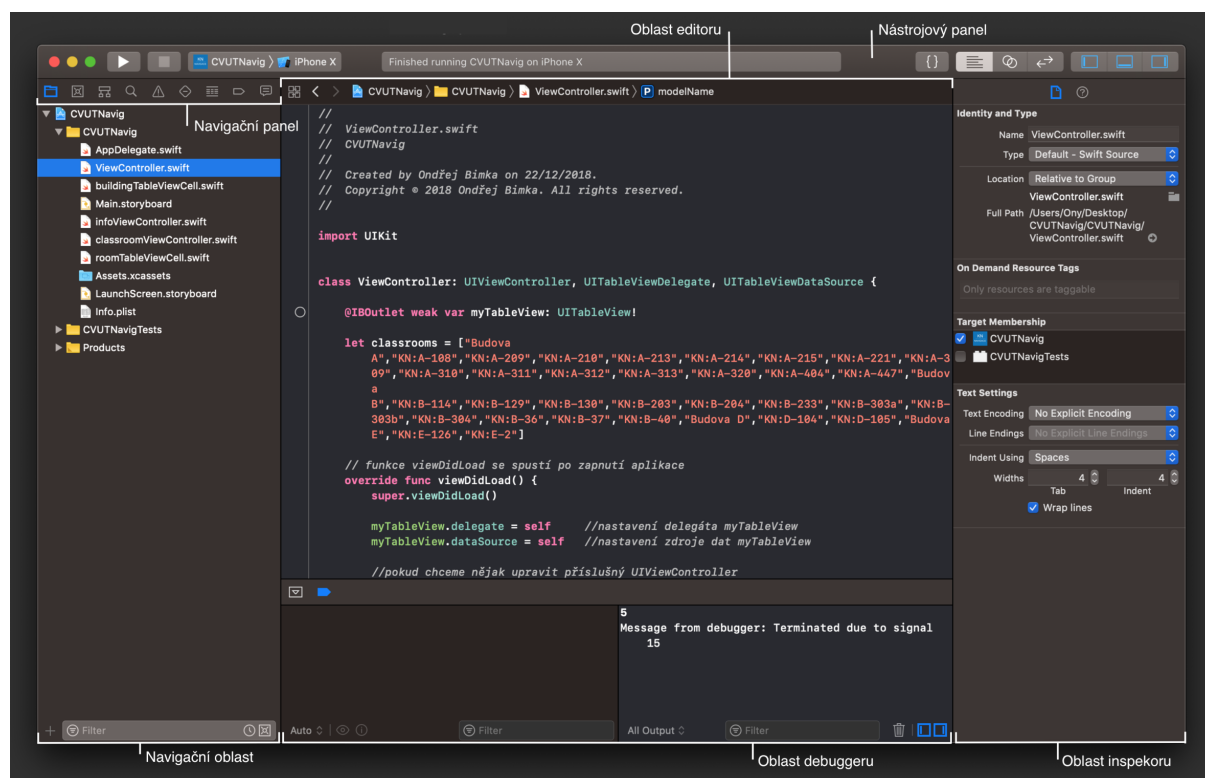 Oblast editoru
Nástrojový panel
CVUTNavig
iPhone X
Finished running CVUTNavig on iPhone X
{}
CVUTNavig
CVUTNavig
ViewController.swift
P modelName
Navigační panel
CVUTNavig
CVUTNavig
AppDelegate.swift
ViewController.swift
buildingTableViewCell.swift
Main.storyboard
infoViewController.swift
classroomViewController.swift
roomTableViewCell.swift
Assets.xcassets
LaunchScreen.storyboard
Info.plist
CVUTNavigTests
Products
Filter
//
// ViewController.swift
// CVUTNavig
//
// Created by Ondřej Bimka on 22/12/2018.
// Copyright © 2018 Ondřej Bimka. All rights reserved.
//
import UIKit
class ViewController: UIViewController, UITableViewDelegate, UITableViewDataSource {
@IBOutlet weak var myTableView: UITableView!
let classrooms = ["Budova
A","KN:A-108","KN:A-209","KN:A-210","KN:A-213","KN:A-214","KN:A-215","KN:A-221","KN:A-3
09","KN:A-310","KN:A-311","KN:A-312","KN:A-313","KN:A-320","KN:A-404","KN:A-447","Budov
a
B","KN:B-114","KN:B-129","KN:B-130","KN:B-203","KN:B-204","KN:B-233","KN:B-303a","KN:B-
303b","KN:B-304","KN:B-36","KN:B-37","KN:B-40","Budova D","KN:D-104","KN:D-105","Budova
E","KN:E-126","KN:E-2"]
// funkce viewDidLoad se spustí po zapnutí aplikace
override func viewDidLoad() {
super.viewDidLoad()
myTableView.delegate = self //nastavení delegáta myTableView
myTableView.dataSource = self //nastavení zdroje dat myTableView
//pokud chceme nějak upravit příslušný UIViewController
5
Message from debugger: Terminated due to signal
15
Auto
Filter
All Output
Filter
Identity and Type
Name ViewController.swift
Type Default - Swift Source
Location Relative to Group
ViewController.swift
Full Path /Users/Ony/Desktop/
CVUTNavig/CVUTNavig/
ViewController.swift
On Demand Resource Tags
Only resources are taggable
Target Membership
CVUTNavig
CVUTNavigTests
Text Settings
Text Encoding No Explicit Encoding
Line Endings No Explicit Line Endings
Indent Using Spaces
Widths 4 4
Tab Indent
Wrap lines
Navigační oblast
Oblast debuggeru
Oblast inspekoru